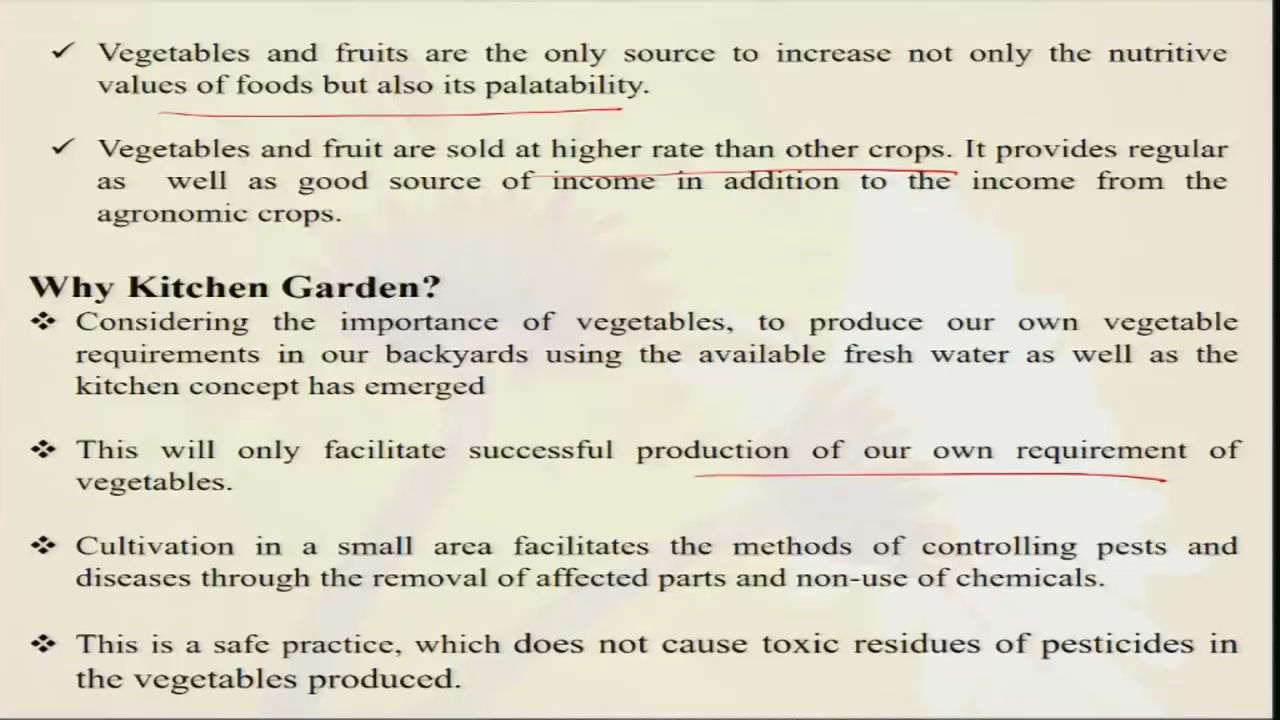 ✓ Vegetables and fruits are the only source to increase not only the nutritive
values of foods but also its palatability.
✓ Vegetables and fruit are sold at higher rate than other crops. It provides regular
as well as good source of income in addition to the income from the
agronomic crops.
Why Kitchen Garden?
❖ Considering the importance of vegetables, to produce our own vegetable
requirements in our backyards using the available fresh water as well as the
kitchen concept has emerged
❖ This will only facilitate successful production of our own requirement of
vegetables.
❖ Cultivation in a small area facilitates the methods of controlling pests and
diseases through the removal of affected parts and non-use of chemicals.
❖ This is a safe practice, which does not cause toxic residues of pesticides in
the vegetables produced.